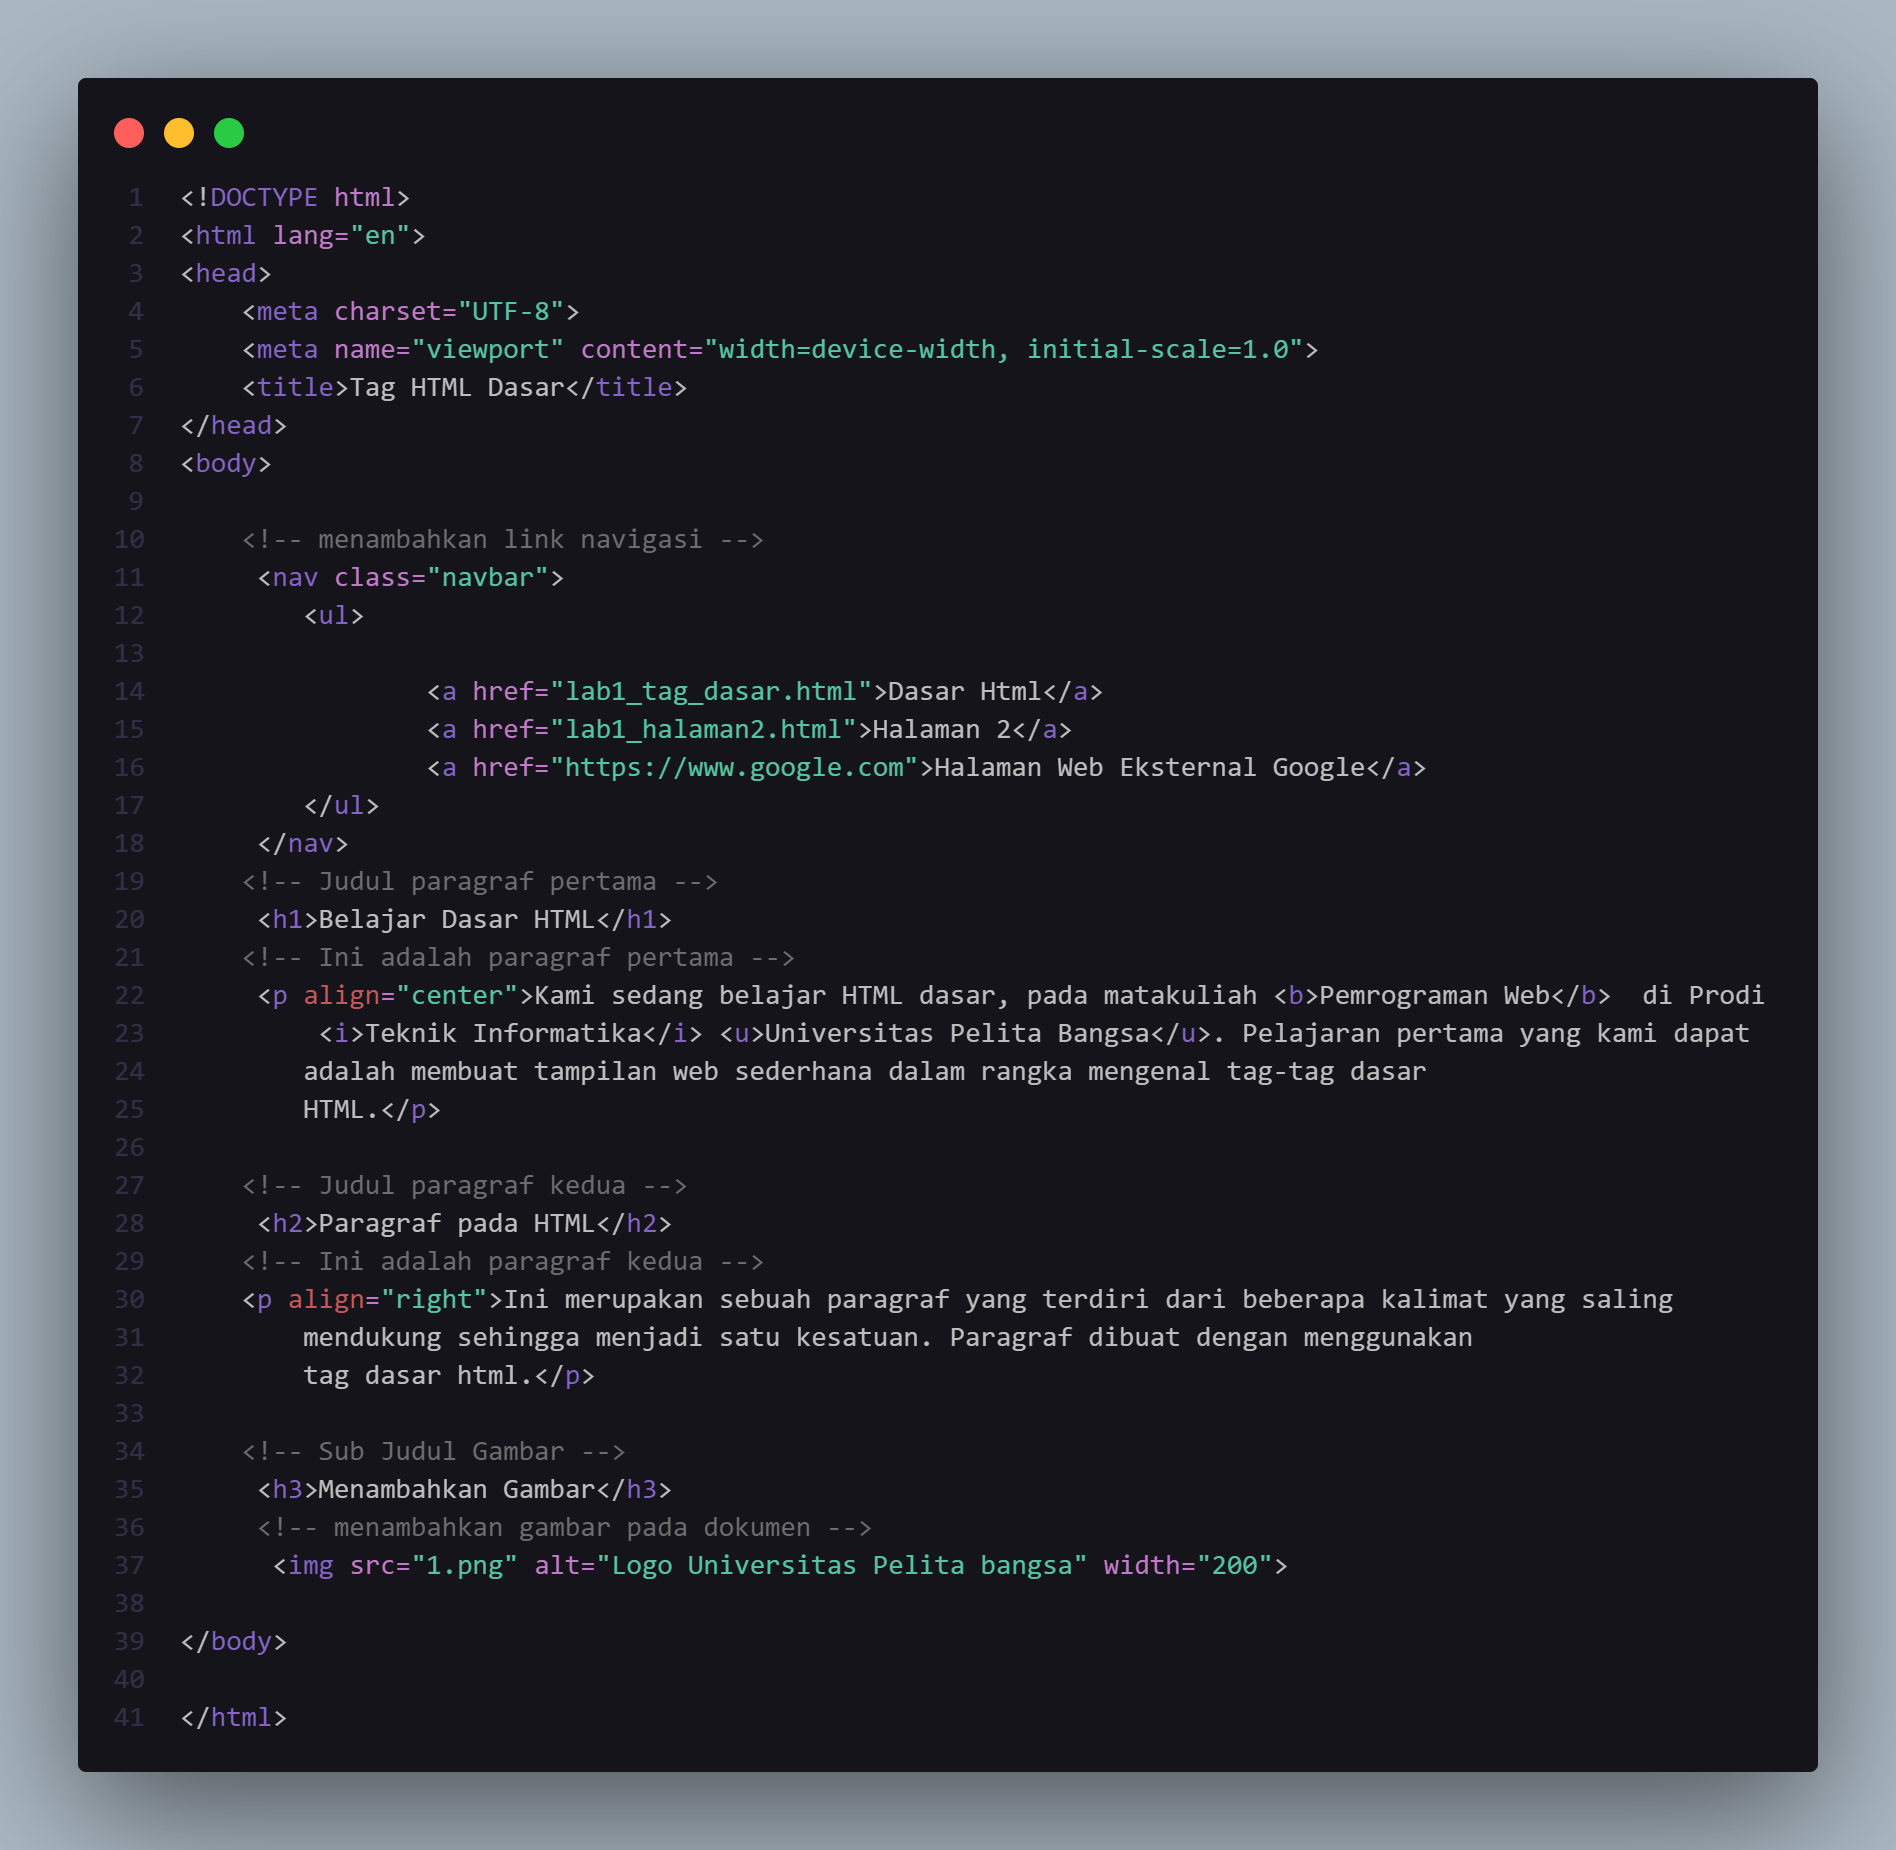 1 <!DOCTYPE html>
2 <html lang="en">
3 <head>
4     <meta charset="UTF-8">
5     <meta name="viewport" content="width=device-width, initial-scale=1.0">
6     <title>Tag HTML Dasar</title>
7 </head>
8 <body>
9
10     <!-- menambahkan link navigasi -->
11      <nav class="navbar">
12         <ul>
13
14                 <a href="lab1_tag_dasar.html">Dasar Html</a>
15                 <a href="lab1_halaman2.html">Halaman 2</a>
16                 <a href="https://www.google.com">Halaman Web Eksternal Google</a>
17         </ul>
18      </nav>
19     <!-- Judul paragraf pertama -->
20      <h1>Belajar Dasar HTML</h1>
21     <!-- Ini adalah paragraf pertama -->
22      <p align="center">Kami sedang belajar HTML dasar, pada matakuliah <b>Pemrograman Web</b>  di Prodi
23          <i>Teknik Informatika</i> <u>Universitas Pelita Bangsa</u>. Pelajaran pertama yang kami dapat
24         adalah membuat tampilan web sederhana dalam rangka mengenal tag-tag dasar
25         HTML.</p>
26
27     <!-- Judul paragraf kedua -->
28      <h2>Paragraf pada HTML</h2>
29     <!-- Ini adalah paragraf kedua -->
30     <p align="right">Ini merupakan sebuah paragraf yang terdiri dari beberapa kalimat yang saling
31         mendukung sehingga menjadi satu kesatuan. Paragraf dibuat dengan menggunakan
32         tag dasar html.</p>
33
34     <!-- Sub Judul Gambar -->
35      <h3>Menambahkan Gambar</h3>
36      <!-- menambahkan gambar pada dokumen -->
37       <img src="1.png" alt="Logo Universitas Pelita bangsa" width="200">
38
39 </body>
40
41 </html>